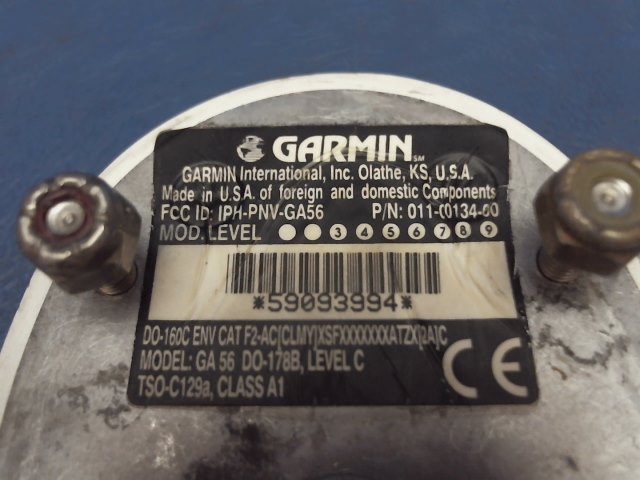 GARMIN SM
GARMIN International, Inc. Olathe, KS, U.S.A.
Made in U.S.A. of foreign and domestic Components
FCC ID: IPH-PNV-GA56 P/N: 011-00134-00
MOD. LEVEL 3 4 5 6 7 8 9
*59093994*
DO-160C ENV CAT F2-AC[CLMY]XSFXXXXXXXATZX[2A]C
MODEL: GA 56 DO-178B, LEVEL C
TSO-C129a, CLASS A1
CE